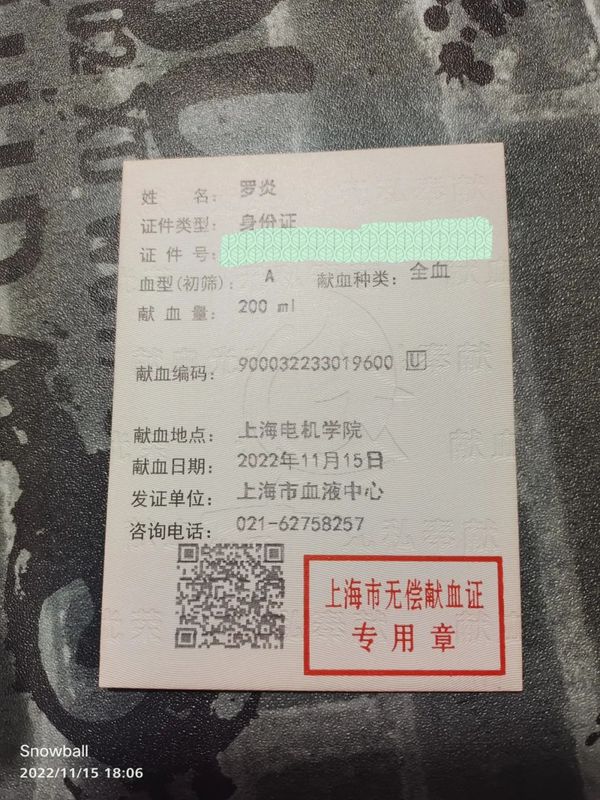 姓 名: 罗炎
证件类型: 身份证
证 件 号:
血型(初筛): A 献血种类: 全血
献 血 量: 200 ml
献血编码: 900032233019600 U
献血地点: 上海电机学院
献血日期: 2022年11月15日
发证单位: 上海市血液中心
咨询电话: 021-62758257
上海市无偿献血证
专用章
Snowball
2022/11/15 18:06